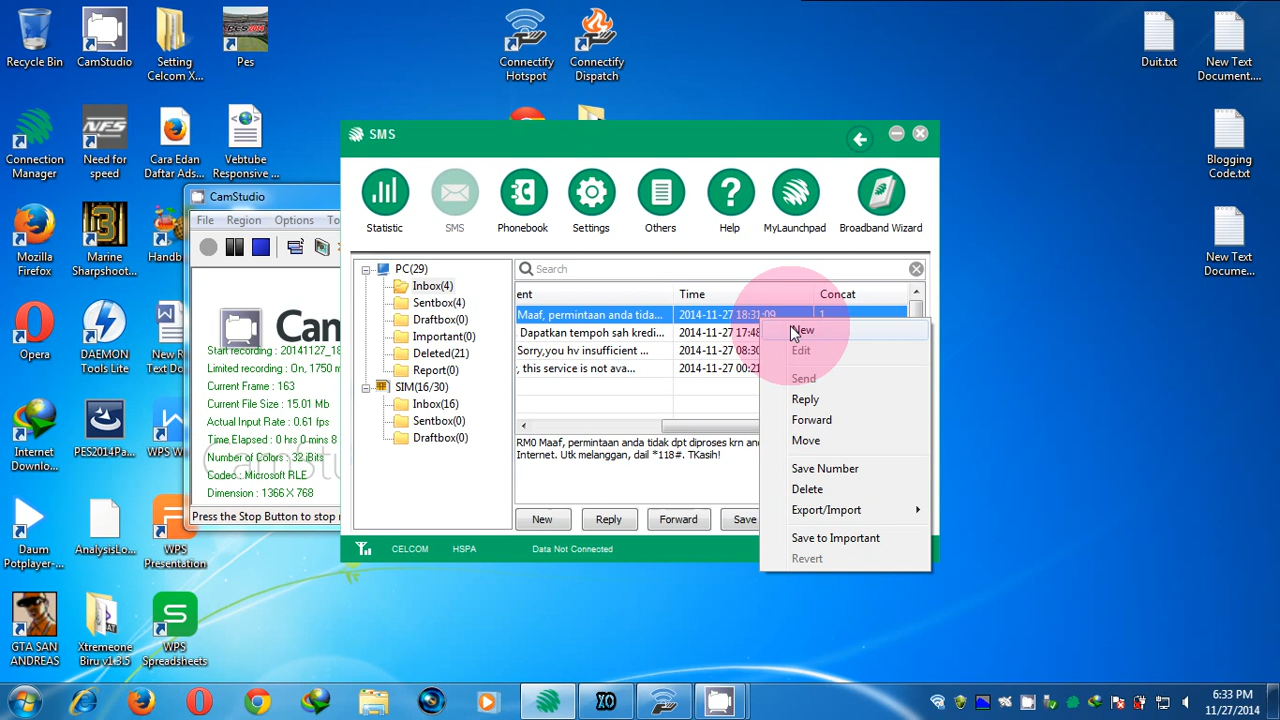 Recycle Bin
CamStudio
Setting
Celcom X...
Pes
Connectify
Hotspot
Connectify
Dispatch
Duit.txt
New Text
Document....
Connection
Manager
Need for
speed
Cara Edan
Daftar Ads...
Vebtube
Responsive ...
Blogging
Code.txt
Mozilla
Firefox
Marine
Sharpshoot...
Handb
New Text
Docume...
Opera
DAEMON
Tools Lite
PES2014
NFS
Internet
Downlo...
PES2014Pa...
WPS W
Daum
Potplayer-...
AnalysisLo...
WPS
Presentation
GTA SAN
ANDREAS
Xtremeone
Biru v1.3.5
WPS
Spreadsheets
CamStudio
File Region Options To
Cam
Start recording : 20141127_18
Limited recording : On, 1750 m
Current Frame : 163
Current File Size : 15.01 Mb
Actual Input Rate : 0.61 fps
Time Elapsed : 0 hrs 0 mins 8
Number of Colors : 32 Bits
Codec : Microsoft RLE
Dimension : 1366 X 768
CamStu
Press the Stop Button to stop r
SMS
Statistic
SMS
Phonebook
Settings
Others
Help
MyLaunchpad
Broadband Wizard
PC(29)
Inbox(4)
Sentbox(4)
Draftbox(0)
Important(0)
Deleted(21)
Report(0)
SIM(16/30)
Inbox(16)
Sentbox(0)
Draftbox(0)
Search
ent Time Concat
Maaf, permintaan anda tida... 2014-11-27 18:31:09 1
Dapatkan tempoh sah kredi... 2014-11-27 17:48
Sorry,you hv insufficient ... 2014-11-27 08:30
, this service is not ava... 2014-11-27 00:21
RM0 Maaf, permintaan anda tidak dpt diproses krn an
Internet. Utk melanggan, dail *118#. TKasih!
New
Edit
Send
Reply
Forward
Move
Save Number
Delete
Export/Import
Save to Important
Revert
New Reply Forward Save
CELCOM HSPA Data Not Connected
XO
6:33 PM
11/27/2014